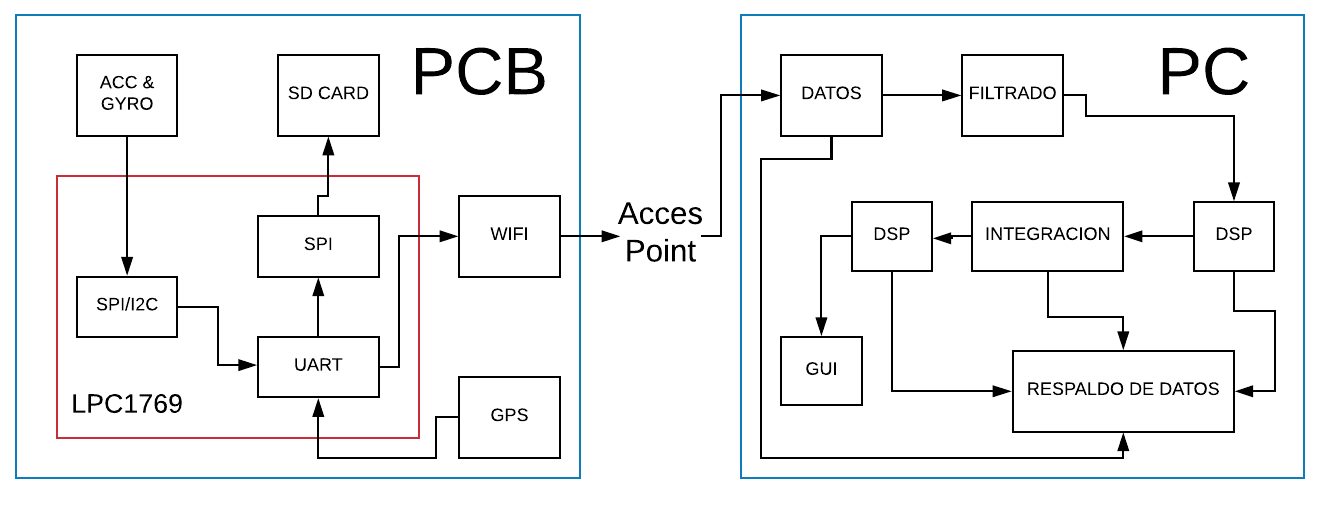 PCB
ACC &
GYRO
SD CARD
SPI
WIFI
SPI/I2C
UART
LPC1769
GPS
Acces
Point
PC
DATOS
FILTRADO
DSP
INTEGRACION
DSP
GUI
RESPALDO DE DATOS